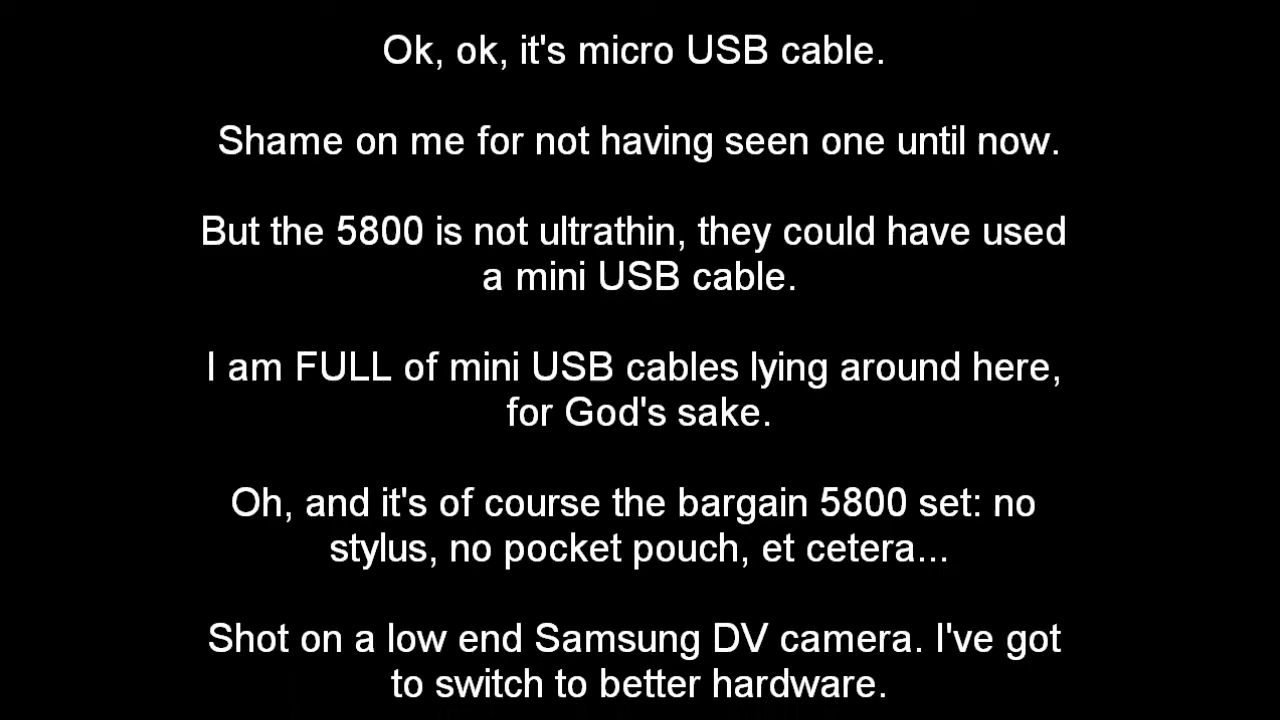 Ok, ok, it's micro USB cable.
Shame on me for not having seen one until now.
But the 5800 is not ultrathin, they could have used
a mini USB cable.
I am FULL of mini USB cables lying around here,
for God's sake.
Oh, and it's of course the bargain 5800 set: no
stylus, no pocket pouch, et cetera...
Shot on a low end Samsung DV camera. I've got
to switch to better hardware.